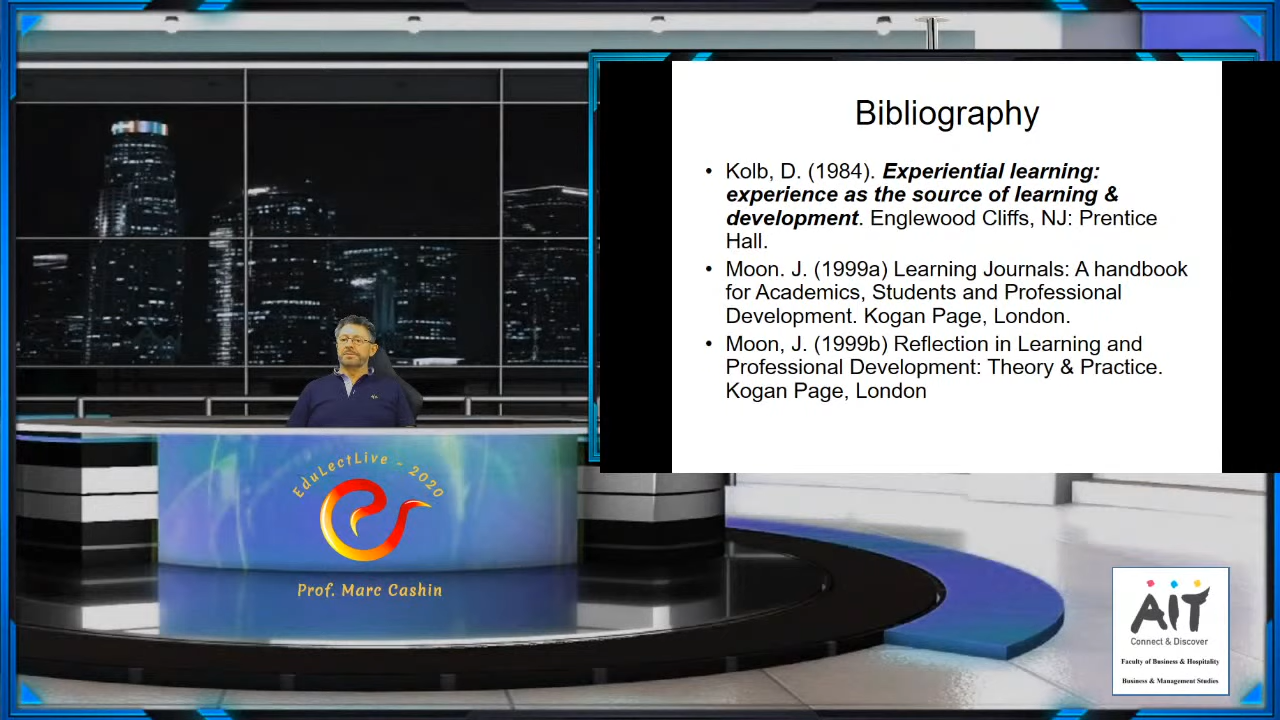 Bibliography
• Kolb, D. (1984). Experiential learning:
experience as the source of learning &
development. Englewood Cliffs, NJ: Prentice
Hall.
• Moon. J. (1999a) Learning Journals: A handbook
for Academics, Students and Professional
Development. Kogan Page, London.
• Moon, J. (1999b) Reflection in Learning and
Professional Development: Theory & Practice.
Kogan Page, London
EduLectLive - 2020
Prof. Marc Cashin
AIT
Connect & Discover
Faculty of Business & Hospitality
Business & Management Studies